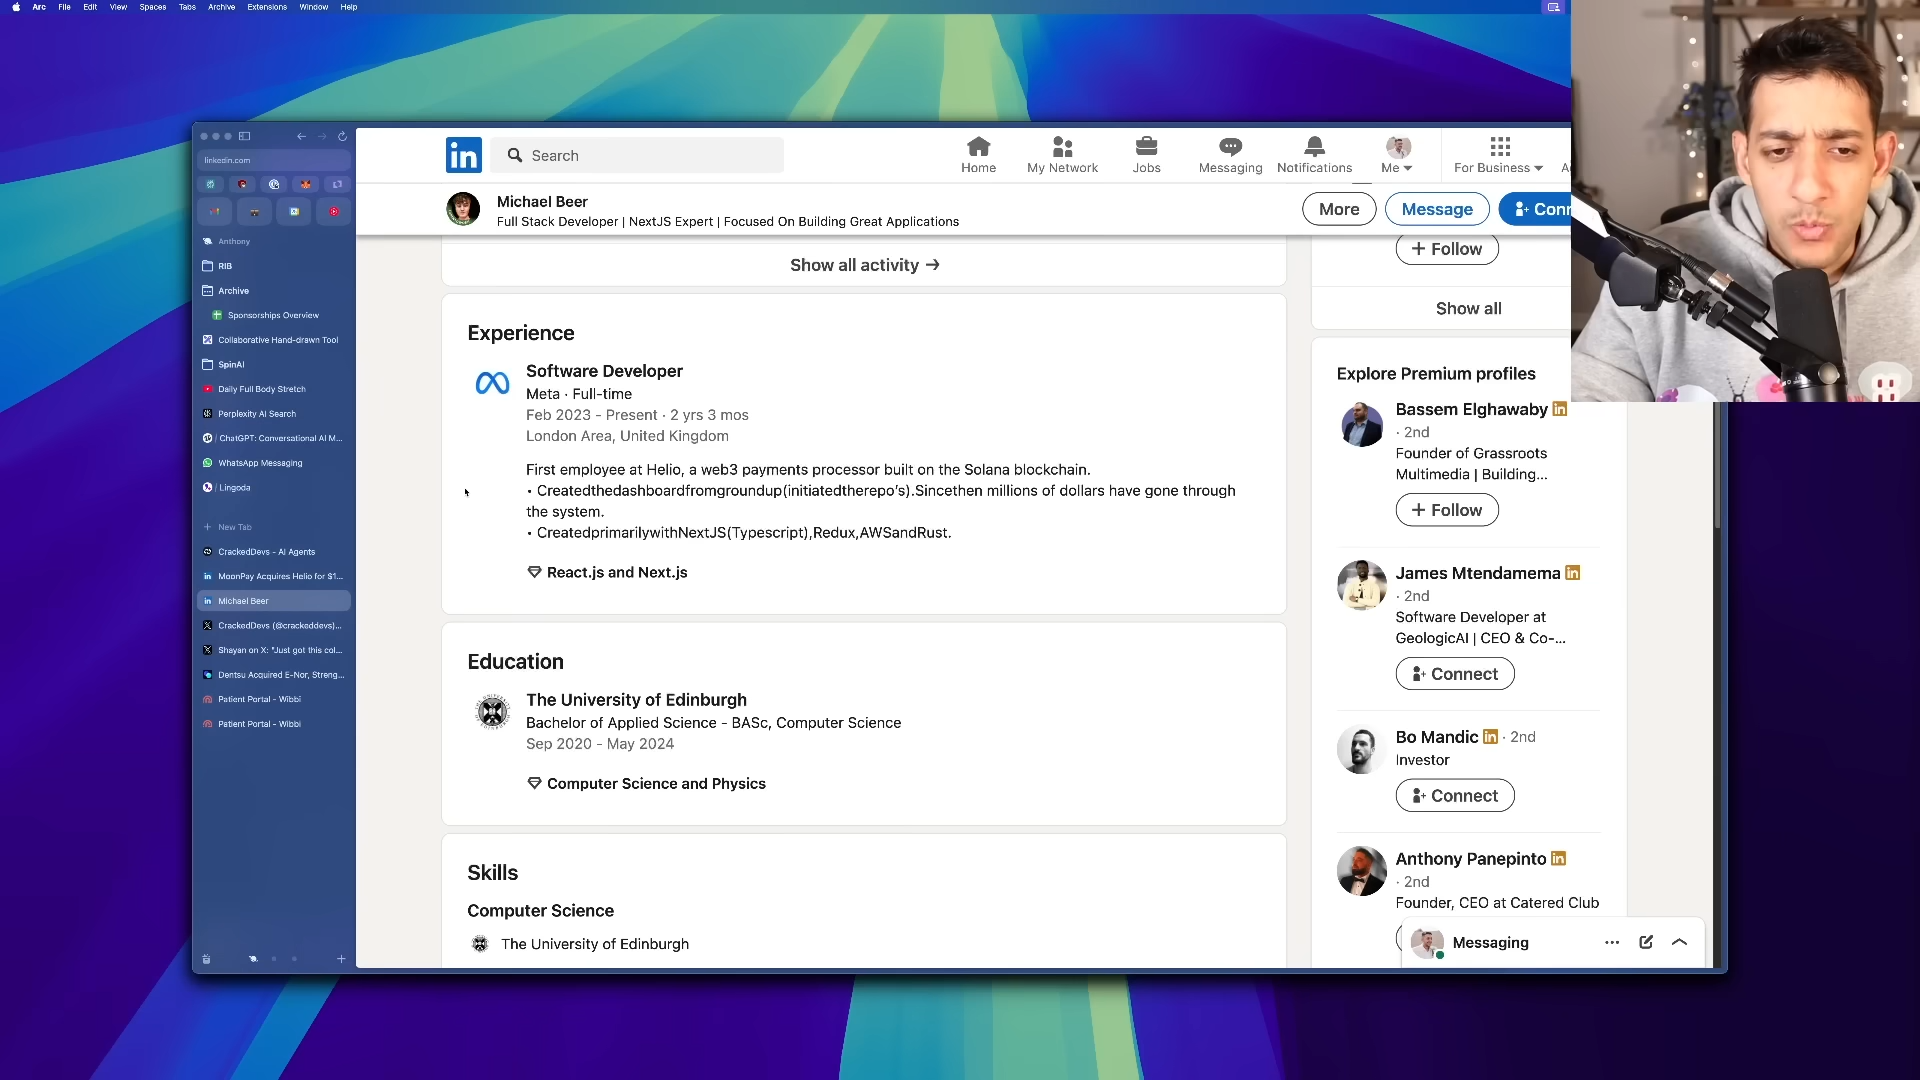 Arc File Edit View Spaces Tabs Archive Extensions Window Help
linkedin.com
Anthony
RIB
Archive
Sponsorships Overview
Collaborative Hand-drawn Tool
SpinAI
Daily Full Body Stretch
Perplexity AI Search
/ ChatGPT: Conversational AI M...
WhatsApp Messaging
/ Lingoda
+ New Tab
CrackedDevs - AI Agents
MoonPay Acquires Helio for $1...
Michael Beer
CrackedDevs (@crackeddevs)...
Shayan on X: "Just got this col...
Dentsu Acquired E-Nor, Streng...
Patient Portal - Wibbi
Patient Portal - Wibbi
in
Search
Home
My Network
Jobs
Messaging
Notifications
Me
For Business
Michael Beer
Full Stack Developer | NextJS Expert | Focused On Building Great Applications
More
Message
Conn
Show all activity →
Experience
Software Developer
Meta · Full-time
Feb 2023 - Present · 2 yrs 3 mos
London Area, United Kingdom
First employee at Helio, a web3 payments processor built on the Solana blockchain.
• Createdthedashboardfromgroundup(initiatedtherepo's).Sincethen millions of dollars have gone through
the system.
• CreatedprimarilywithNextJS(Typescript),Redux,AWSandRust.
React.js and Next.js
Education
The University of Edinburgh
Bachelor of Applied Science - BASc, Computer Science
Sep 2020 - May 2024
Computer Science and Physics
Skills
Computer Science
The University of Edinburgh
+ Follow
Show all
Explore Premium profiles
Bassem Elghawaby in
· 2nd
Founder of Grassroots
Multimedia | Building...
+ Follow
James Mtendamema in
· 2nd
Software Developer at
GeologicAI | CEO & Co-...
Connect
Bo Mandic in · 2nd
Investor
Connect
Anthony Panepinto in
· 2nd
Founder, CEO at Catered Club
Messaging